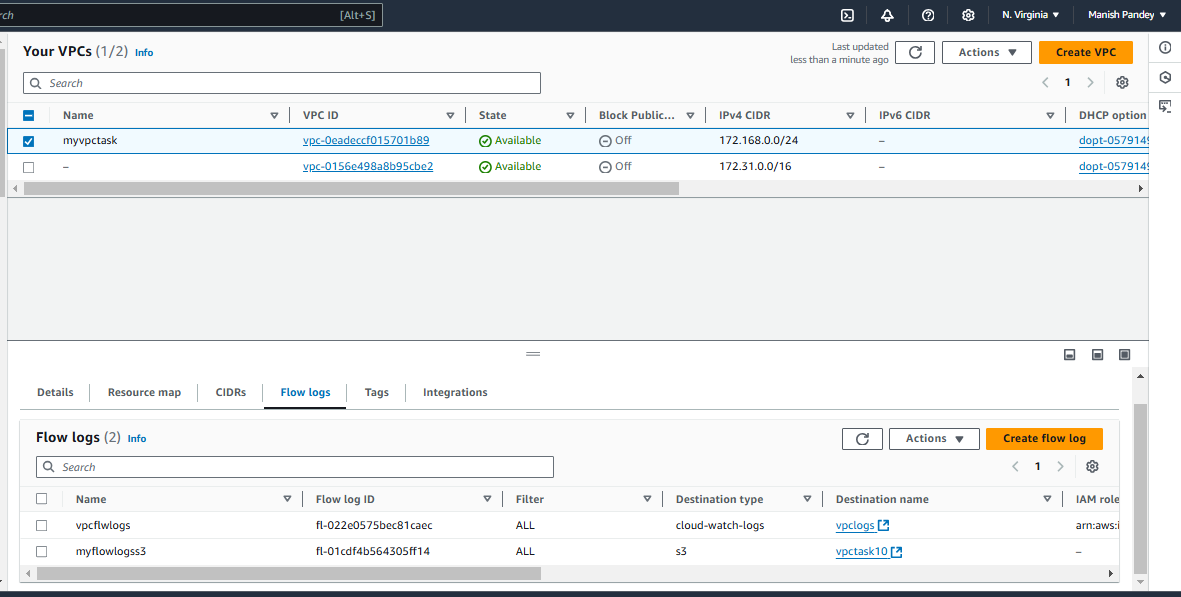 rch [Alt+S] N. Virginia ▼ Manish Pandey ▼
Your VPCs (1/2) Info
Last updated
less than a minute ago
Actions ▼ Create VPC
Search
1
Name VPC ID State Block Public... IPv4 CIDR IPv6 CIDR DHCP option
myvpctask vpc-0eadeccf015701b89 Available Off 172.168.0.0/24 – dopt-0579149
– vpc-0156e498a8b95cbe2 Available Off 172.31.0.0/16 – dopt-0579149
Details Resource map CIDRs Flow logs Tags Integrations
Flow logs (2) Info
Actions ▼ Create flow log
Search
1
Name Flow log ID Filter Destination type Destination name IAM role
vpcflwlogs fl-022e0575bec81caec ALL cloud-watch-logs vpclogs arn:aws:i
myflowlogss3 fl-01cdf4b564305ff14 ALL s3 vpctask10 –